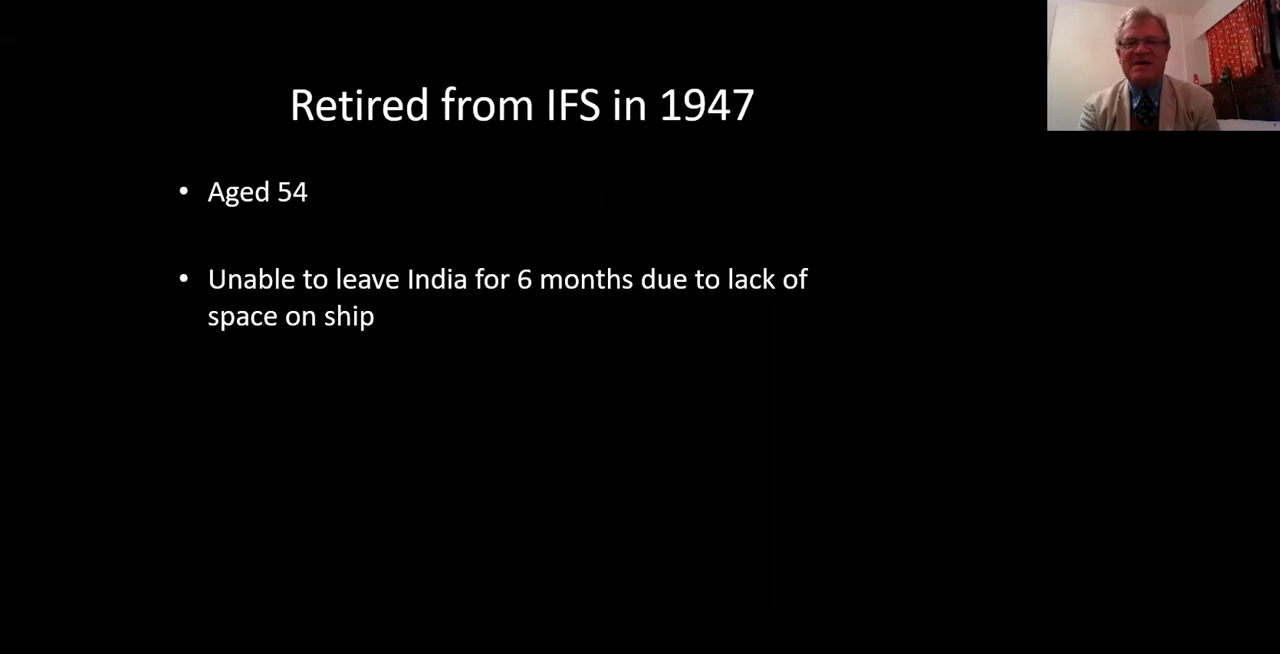 Retired from IFS in 1947
• Aged 54
• Unable to leave India for 6 months due to lack of
space on ship